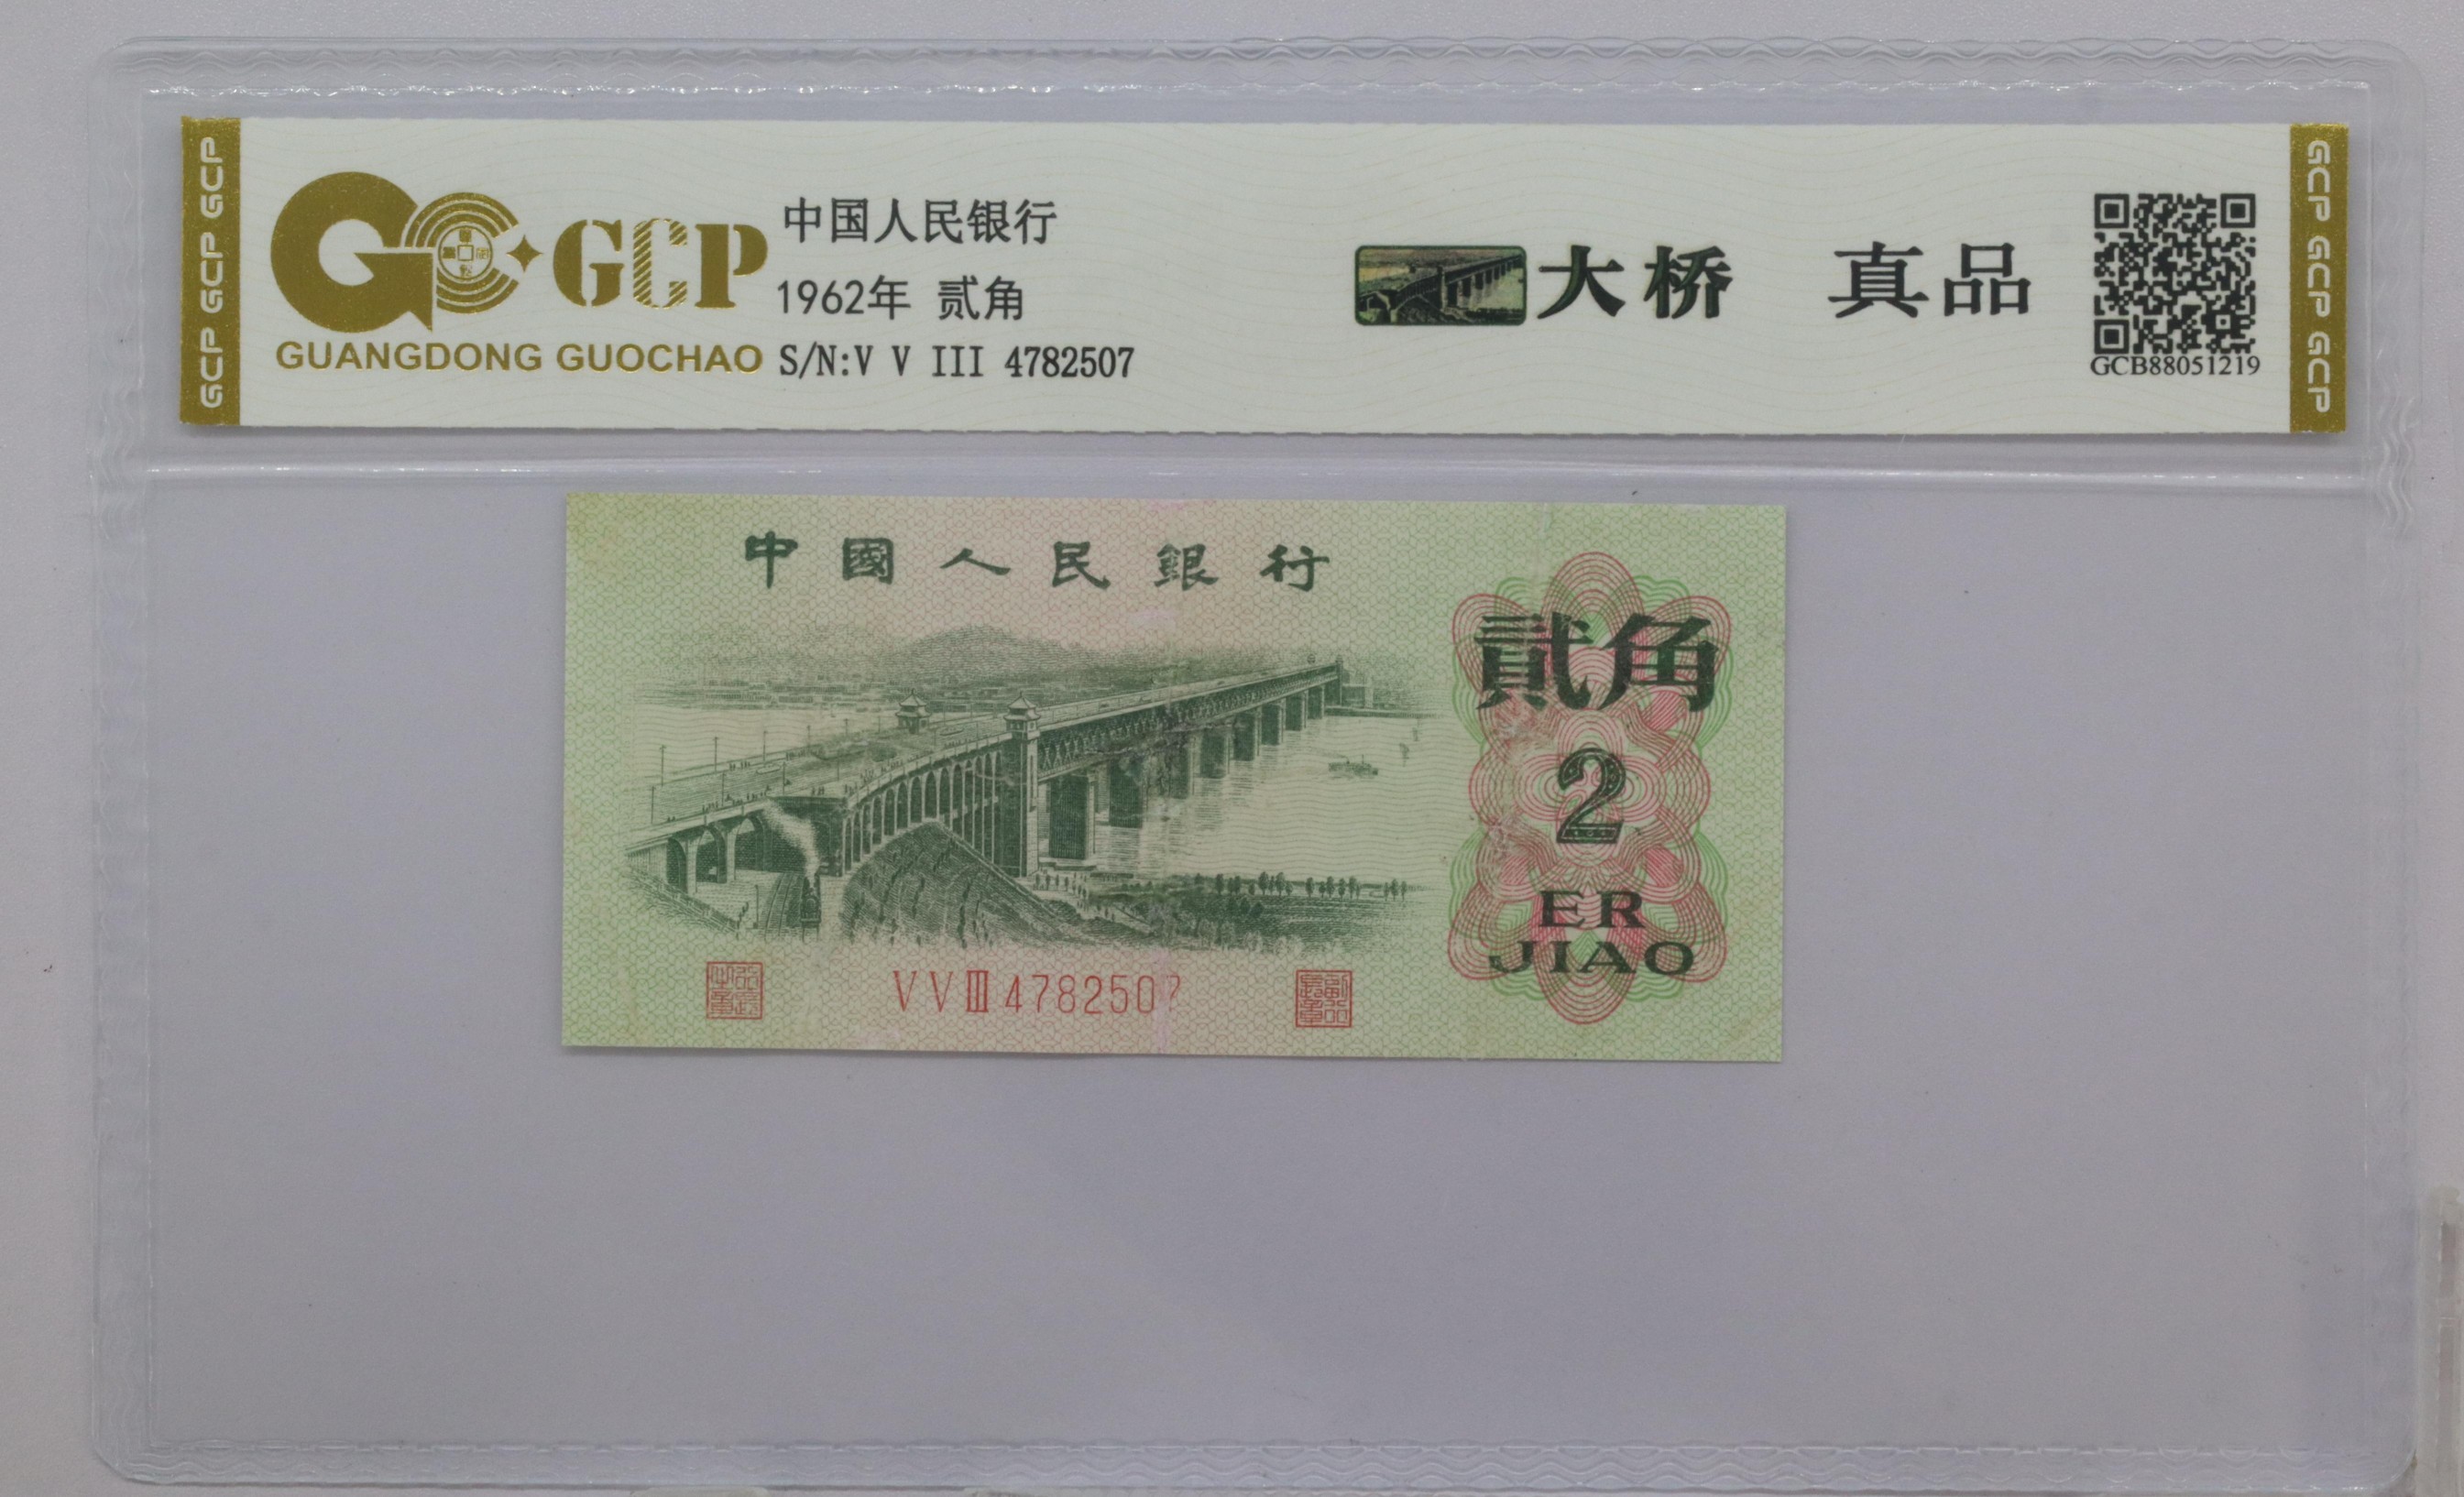 GCP GCP GCP
GCP
GUANGDONG GUOCHAO
中国人民银行
1962年 贰角
S/N:V V III 4782507
大桥 真品
GCB88051219
GCP GCP GCP
中國人民銀行
貳角
2
ER
JIAO
V V III 4782507